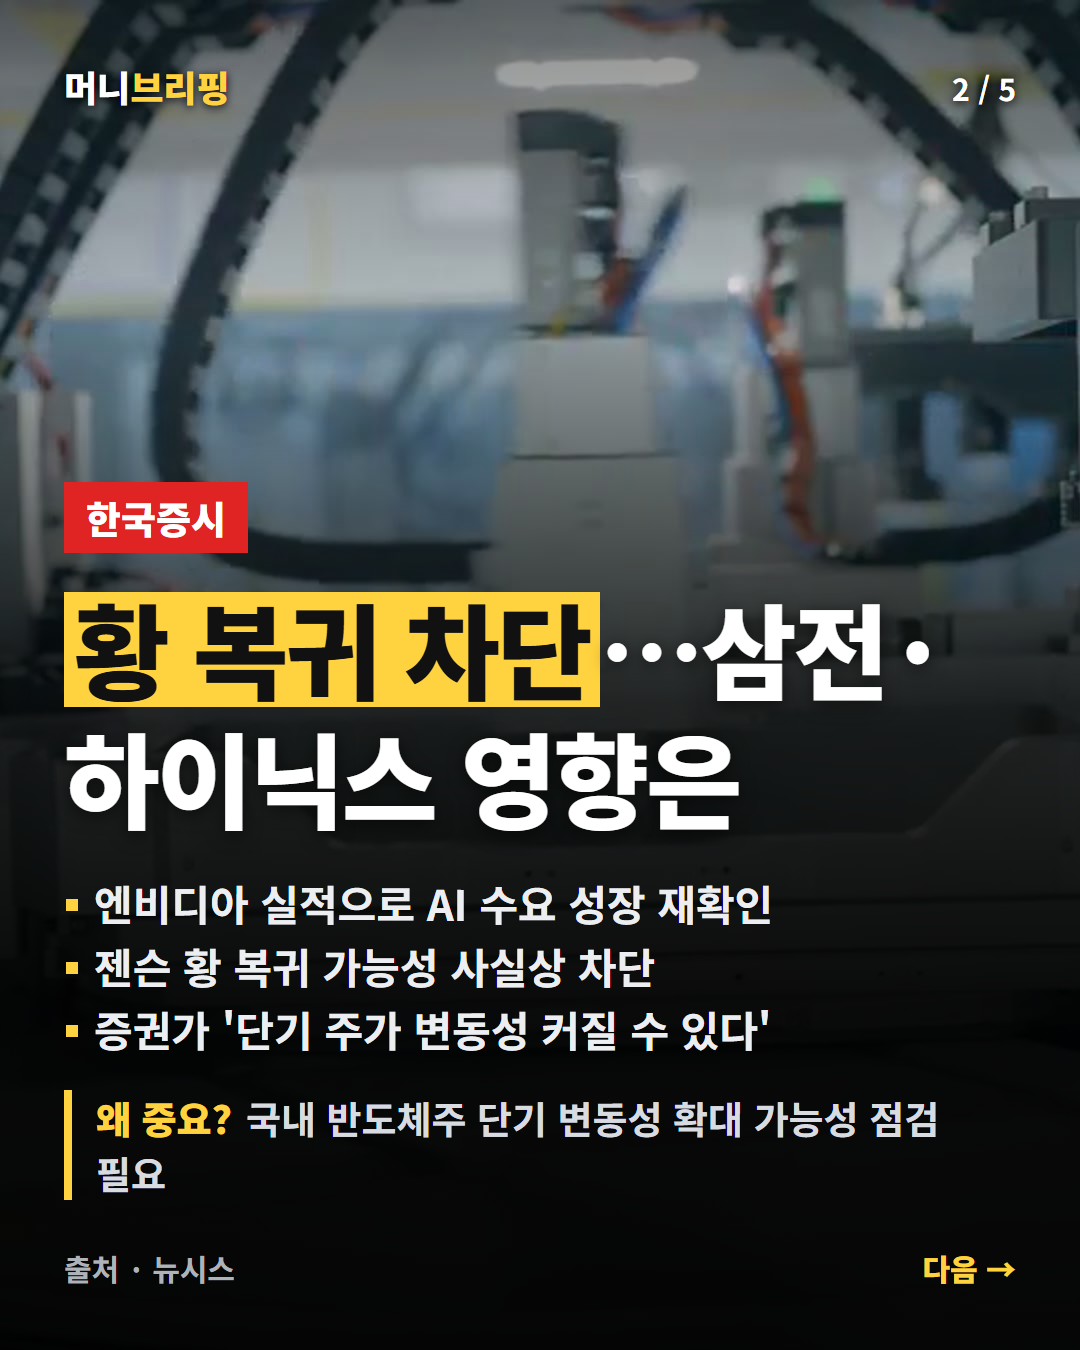 머니브리핑
2 / 5
한국증시
황 복귀 차단…삼전·
하이닉스 영향은
엔비디아 실적으로 AI 수요 성장 재확인
젠슨 황 복귀 가능성 사실상 차단
증권가 '단기 주가 변동성 커질 수 있다'
왜 중요? 국내 반도체주 단기 변동성 확대 가능성 점검
필요
출처 · 뉴시스
다음 →